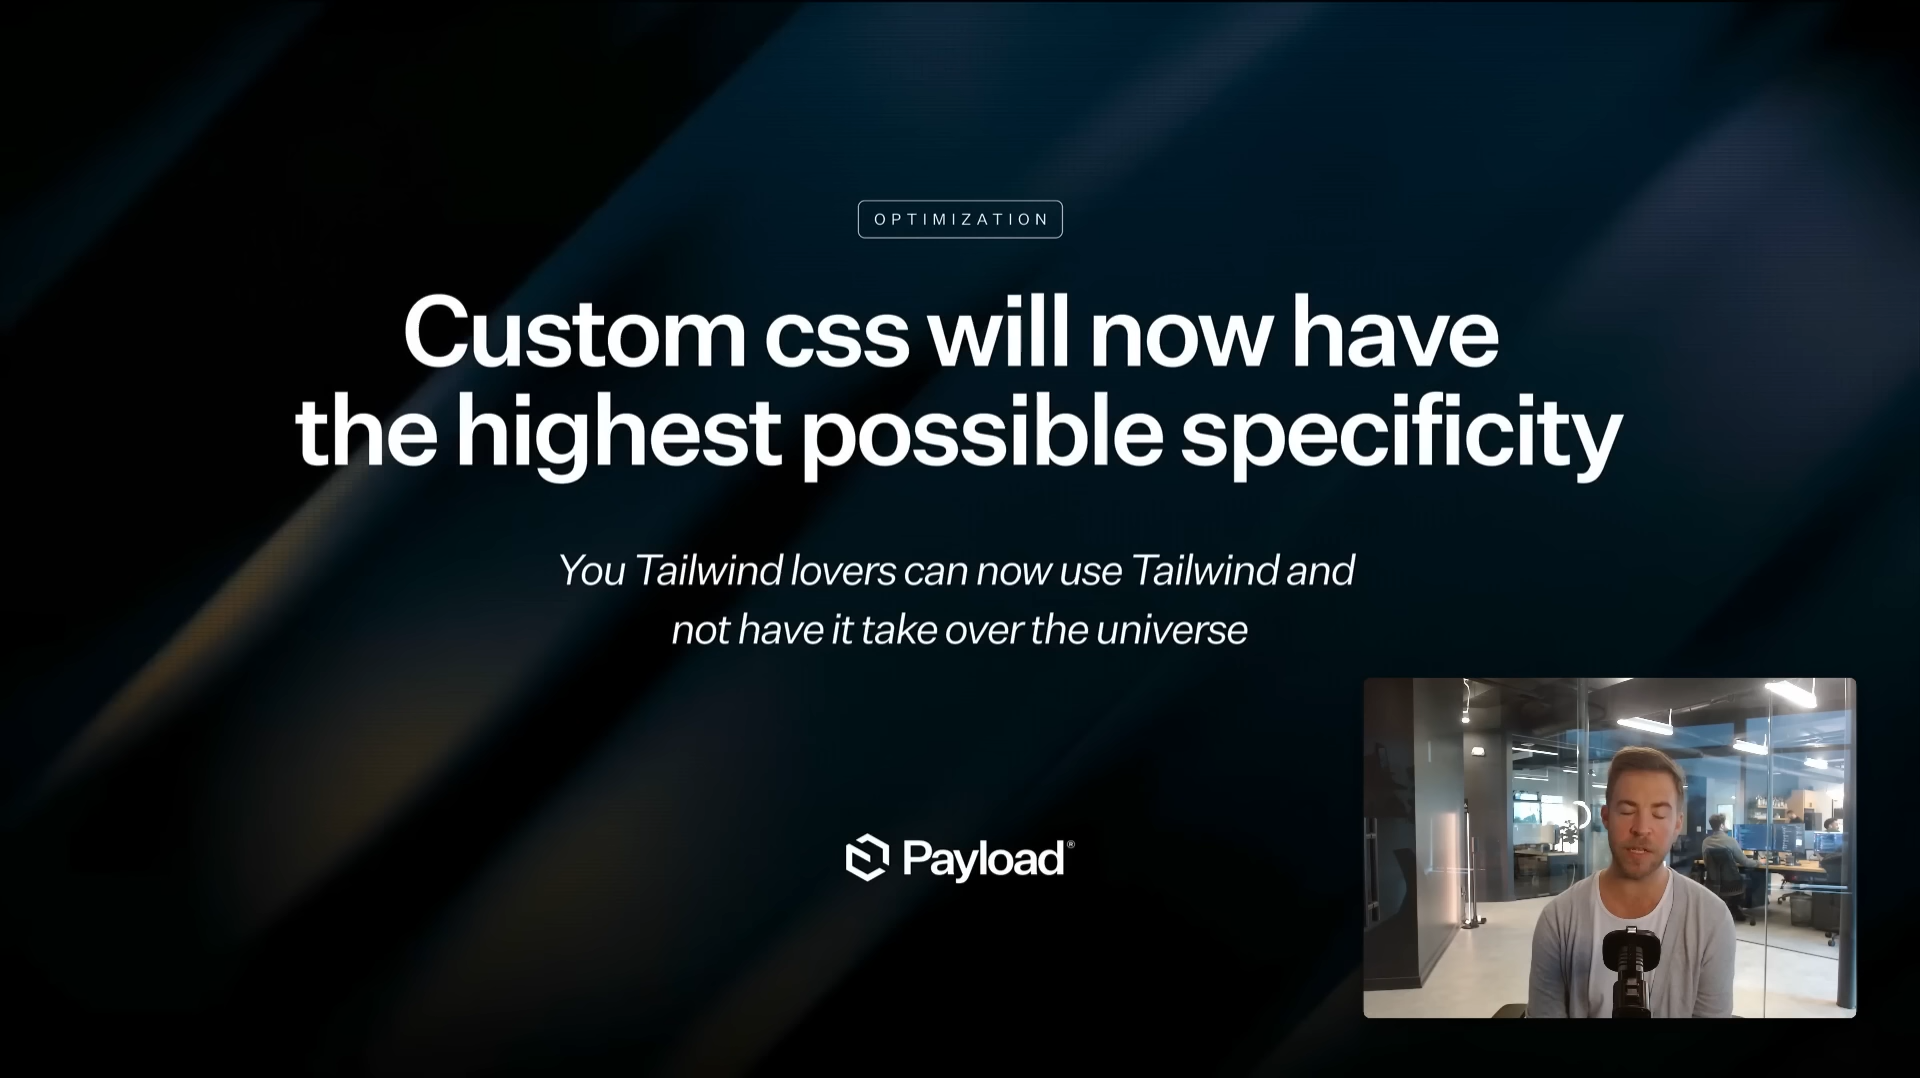 OPTIMIZATION
Custom css will now have
the highest possible specificity
You Tailwind lovers can now use Tailwind and
not have it take over the universe
Payload®